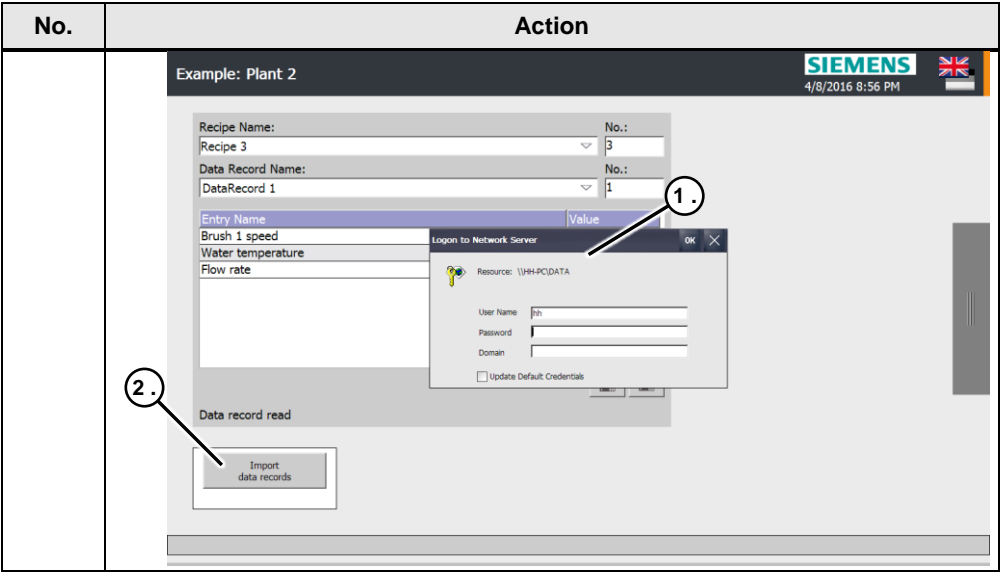 No. Action
Example: Plant 2
SIEMENS
4/8/2016 8:56 PM
Recipe Name: No.:
Recipe 3 3
Data Record Name: No.:
DataRecord 1 1
1 .
Entry Name Value
Brush 1 speed
Water temperature
Flow rate
Logon to Network Server OK
Resource: \\HH-PC\DATA
User Name hh
Password
Domain
Update Default Credentials
2 .
Data record read
Import
data records